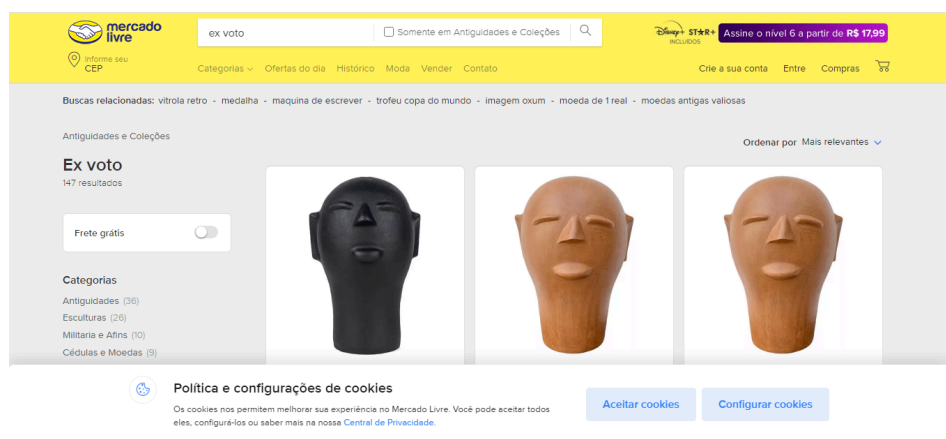 mercado
livre
ex voto
Somente em Antiguidades e Coleções
Disney+ STAR+
INCLUIDOS
Assine o nível 6 a partir de R$ 17,99
Informe seu
CEP
Categorias Ofertas do dia Histórico Moda Vender Contato
Crie a sua conta Entre Compras
Buscas relacionadas: vitrola retro - medalha - maquina de escrever - trofeu copa do mundo - imagem oxum - moeda de 1 real - moedas antigas valiosas
Antiguidades e Coleções
Ordenar por Mais relevantes
Ex voto
147 resultados
Frete grátis
Categorias
Antiguidades (36)
Esculturas (26)
Militaria e Afins (10)
Cédulas e Moedas (9)
Política e configurações de cookies
Os cookies nos permitem melhorar sua experiência no Mercado Livre. Você pode aceitar todos
eles, configurá-los ou saber mais na nossa Central de Privacidade.
Aceitar cookies
Configurar cookies